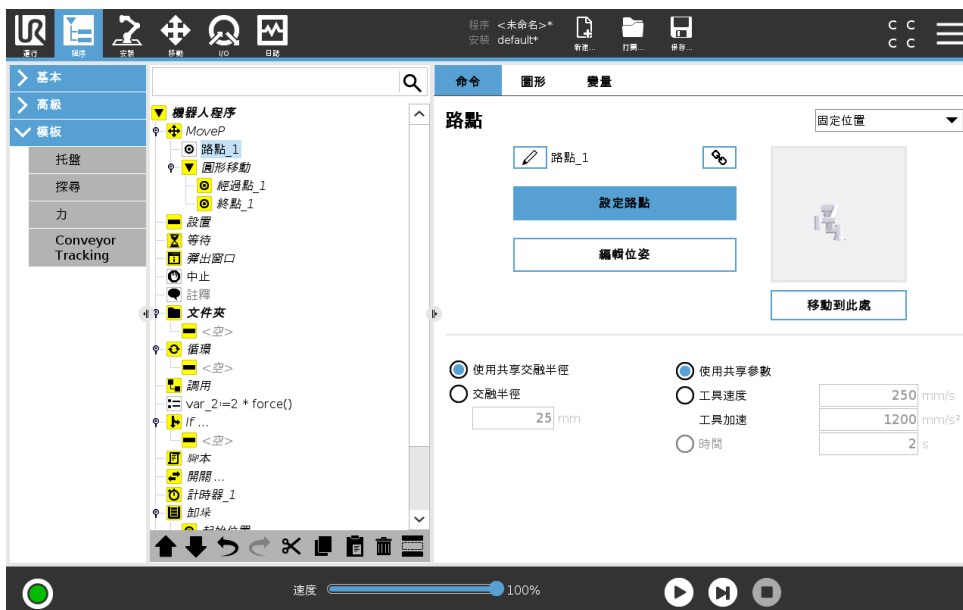 UR
運行
程序
安裝
移動
I/O
日誌
程序 <未命名>*
安裝 default*
新建...
打開...
保存...
C C
C C
基本
高級
模板
托盤
探尋
力
Conveyor
Tracking
機器人程序
MoveP
路點_1
圓形移動
經過點_1
終點_1
設置
等待
彈出窗口
中止
註釋
文件夾
<空>
循環
<空>
調用
var_2:=2 * force()
If ...
<空>
腳本
開關 ...
計時器_1
卸垛
起始位置
命令
圖形
變量
路點
固定位置
路點_1
設定路點
編輯位姿
移動到此處
使用共享交融半徑
交融半徑
25 mm
使用共享參數
工具速度
250 mm/s
工具加速
1200 mm/s²
時間
2 s
速度
100%